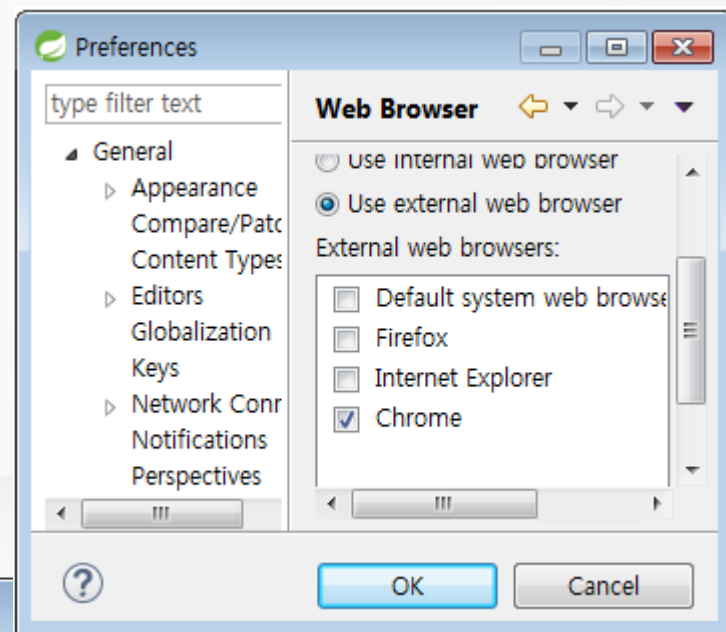 Preferences
type filter text
General
Appearance
Compare/Patc
Content Types
Editors
Globalization
Keys
Network Conr
Notifications
Perspectives
Web Browser
Use internal web browser
Use external web browser
External web browsers:
Default system web browse
Firefox
Internet Explorer
Chrome
OK
Cancel